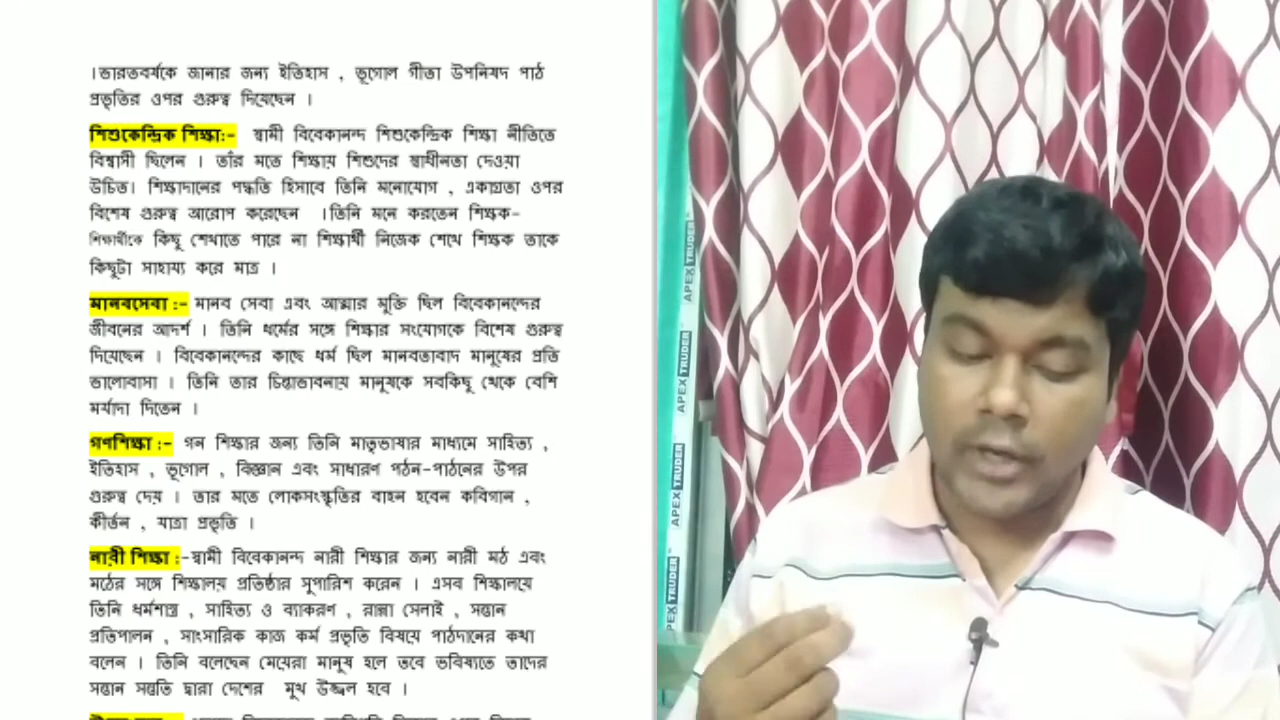 ।ভারতবর্ষকে জানার জন্য ইতিহাস , ভূগোল গীতা উপনিষদ পাঠ
প্রভৃতির ওপর গুরুত্ব দিয়েছেন ।
শিশুকেন্দ্রিক শিক্ষা:- স্বামী বিবেকানন্দ শিশুকেন্দ্রিক শিক্ষা নীতিতে
বিশ্বাসী ছিলেন । তাঁর মতে শিক্ষায় শিশুদের স্বাধীনতা দেওয়া
উচিত। শিক্ষাদানের পদ্ধতি হিসাবে তিনি মনোযোগ , একাগ্রতা ওপর
বিশেষ গুরুত্ব আরোপ করেছেন ।তিনি মনে করতেন শিক্ষক-
শিক্ষার্থীকে কিছু শেখাতে পারে না শিক্ষার্থী নিজেক শেখে শিক্ষক তাকে
কিছুটা সাহায্য করে মাত্র ।
মানবসেবা :- মানব সেবা এবং আত্মার মুক্তি ছিল বিবেকানন্দের
জীবনের আদর্শ । তিনি ধর্মের সঙ্গে শিক্ষার সংযোগকে বিশেষ গুরুত্ব
দিয়েছেন । বিবেকানন্দের কাছে ধর্ম ছিল মানবতাবাদ মানুষের প্রতি
ভালোবাসা । তিনি তার চিন্তাভাবনায় মানুষকে সবকিছু থেকে বেশি
মর্যাদা দিতেন ।
গণশিক্ষা :- গন শিক্ষার জন্য তিনি মাতৃভাষার মাধ্যমে সাহিত্য ,
ইতিহাস , ভূগোল , বিজ্ঞান এবং সাধারণ পঠন-পাঠনের উপর
গুরুত্ব দেয় । তার মতে লোকসংস্কৃতির বাহন হবেন কবিগান ,
কীর্তন , যাত্রা প্রভৃতি ।
নারী শিক্ষা :-স্বামী বিবেকানন্দ নারী শিক্ষার জন্য নারী মঠ এবং
মঠের সঙ্গে শিক্ষালয় প্রতিষ্ঠার সুপারিশ করেন । এসব শিক্ষালয়ে
তিনি ধর্মশাস্ত্র , সাহিত্য ও ব্যাকরণ , রান্না সেলাই , সন্তান
প্রতিপালন , সাংসারিক কাজ কর্ম প্রভৃতি বিষয়ে পাঠদানের কথা
বলেন । তিনি বলেছেন মেয়েরা মানুষ হলে তবে ভবিষ্যতে তাদের
সন্তান সন্ততি দ্বারা দেশের মুখ উজ্জ্বল হবে ।
APEX TRUDER
APEX TRUDER
APEX TRUDER
APEX TRUDER